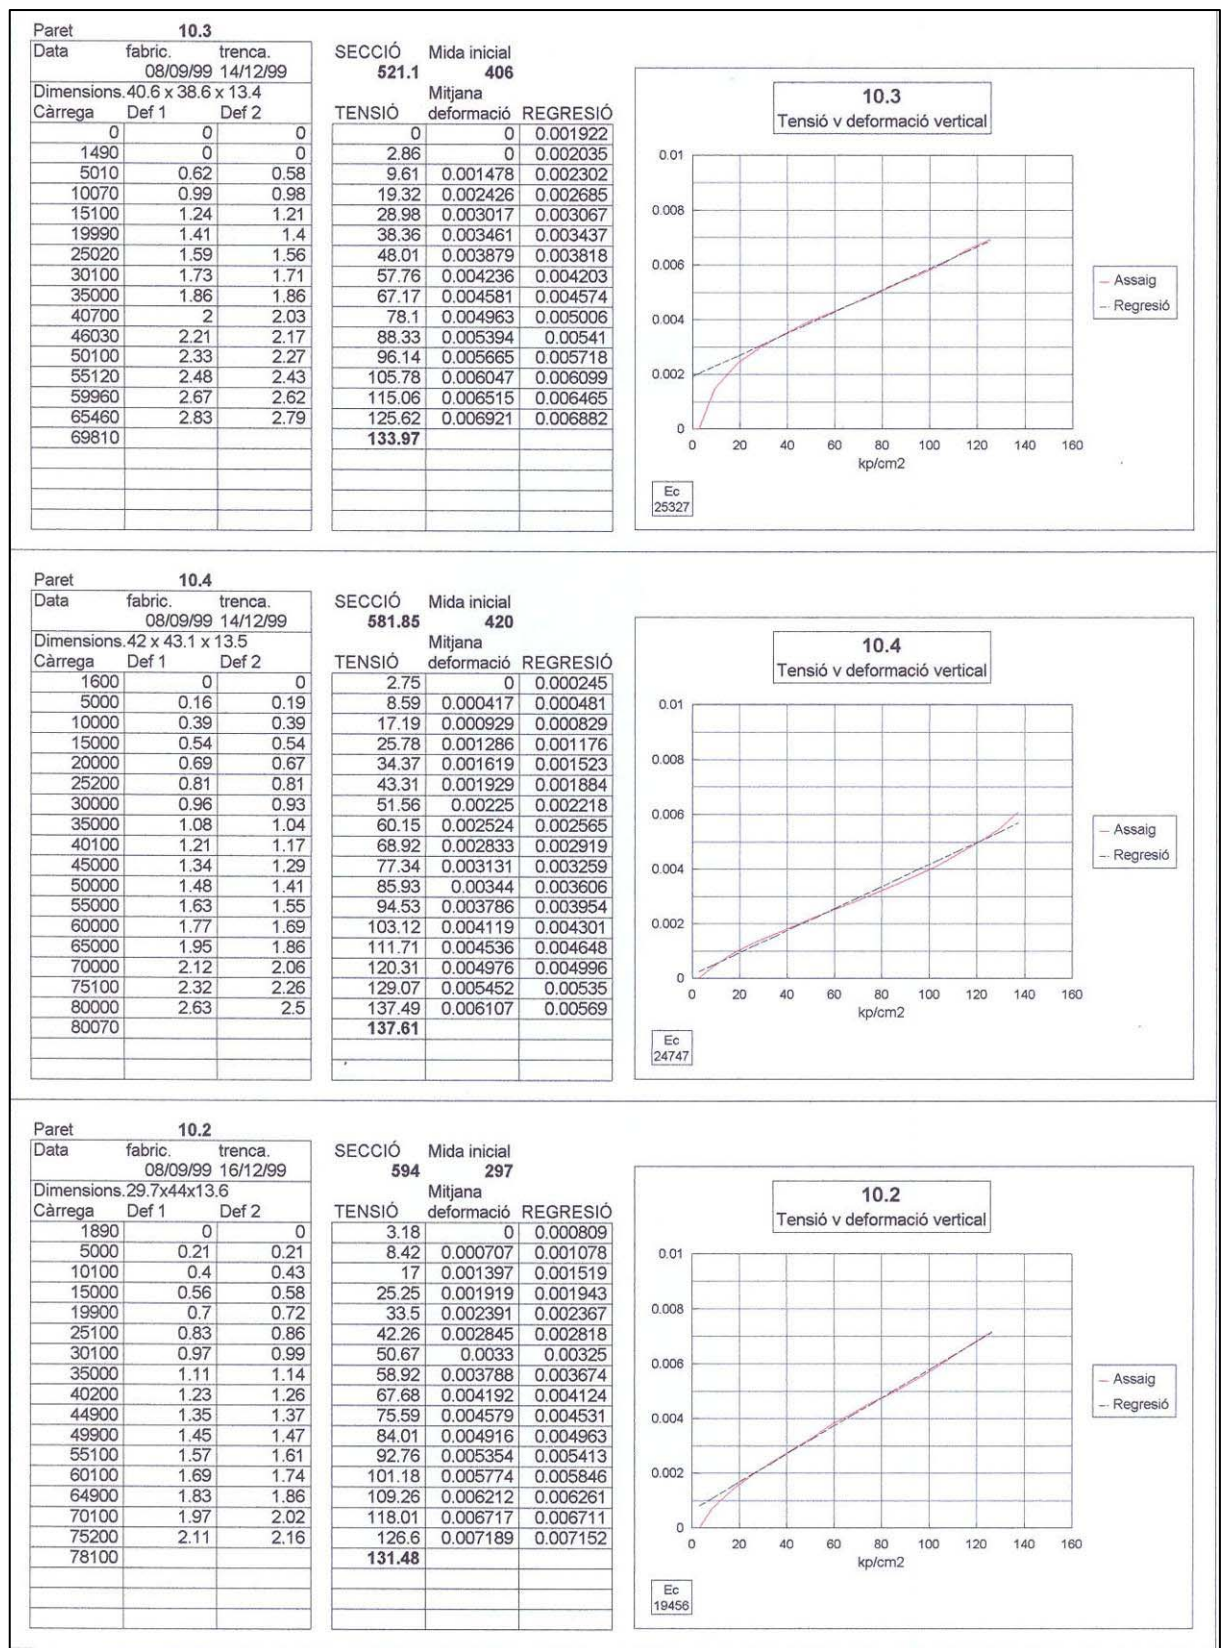 Paret 10.3
Data fabric. trenca.
08/09/99 14/12/99
Dimensions.40.6 x 38.6 x 13.4
Càrrega Def 1 Def 2
0 0 0
1490 0 0
5010 0.62 0.58
10070 0.99 0.98
15100 1.24 1.21
19990 1.41 1.4
25020 1.59 1.56
30100 1.73 1.71
35000 1.86 1.86
40700 2 2.03
46030 2.21 2.17
50100 2.33 2.27
55120 2.48 2.43
59960 2.67 2.62
65460 2.83 2.79
69810
SECCIÓ Mida inicial
521.1 406
Mitjana
TENSIÓ deformació REGRESIÓ
0 0 0.001922
2.86 0 0.002035
9.61 0.001478 0.002302
19.32 0.002426 0.002685
28.98 0.003017 0.003067
38.36 0.003461 0.003437
48.01 0.003879 0.003818
57.76 0.004236 0.004203
67.17 0.004581 0.004574
78.1 0.004963 0.005006
88.33 0.005394 0.00541
96.14 0.005665 0.005718
105.78 0.006047 0.006099
115.06 0.006515 0.006465
125.62 0.006921 0.006882
133.97
10.3
Tensió v deformació vertical
0.01
0.008
0.006
0.004
0.002
0
0 20 40 60 80 100 120 140 160
kp/cm2
Assaig
Regresió
Ec
25327
Paret 10.4
Data fabric. trenca.
08/09/99 14/12/99
Dimensions.42 x 43.1 x 13.5
Càrrega Def 1 Def 2
1600 0 0
5000 0.16 0.19
10000 0.39 0.39
15000 0.54 0.54
20000 0.69 0.67
25200 0.81 0.81
30000 0.96 0.93
35000 1.08 1.04
40100 1.21 1.17
45000 1.34 1.29
50000 1.48 1.41
55000 1.63 1.55
60000 1.77 1.69
65000 1.95 1.86
70000 2.12 2.06
75100 2.32 2.26
80000 2.63 2.5
80070
SECCIÓ Mida inicial
581.85 420
Mitjana
TENSIÓ deformació REGRESIÓ
2.75 0 0.000245
8.59 0.000417 0.000481
17.19 0.000929 0.000829
25.78 0.001286 0.001176
34.37 0.001619 0.001523
43.31 0.001929 0.001884
51.56 0.00225 0.002218
60.15 0.002524 0.002565
68.92 0.002833 0.002919
77.34 0.003131 0.003259
85.93 0.00344 0.003606
94.53 0.003786 0.003954
103.12 0.004119 0.004301
111.71 0.004536 0.004648
120.31 0.004976 0.004996
129.07 0.005452 0.00535
137.49 0.006107 0.00569
137.61
10.4
Tensió v deformació vertical
0.01
0.008
0.006
0.004
0.002
0
0 20 40 60 80 100 120 140 160
kp/cm2
Assaig
Regresió
Ec
24747
Paret 10.2
Data fabric. trenca.
08/09/99 16/12/99
Dimensions.29.7x44x13.6
Càrrega Def 1 Def 2
1890 0 0
5000 0.21 0.21
10100 0.4 0.43
15000 0.56 0.58
19900 0.7 0.72
25100 0.83 0.86
30100 0.97 0.99
35000 1.11 1.14
40200 1.23 1.26
44900 1.35 1.37
49900 1.45 1.47
55100 1.57 1.61
60100 1.69 1.74
64900 1.83 1.86
70100 1.97 2.02
75200 2.11 2.16
78100
SECCIÓ Mida inicial
594 297
Mitjana
TENSIÓ deformació REGRESIÓ
3.18 0 0.000809
8.42 0.000707 0.001078
17 0.001397 0.001519
25.25 0.001919 0.001943
33.5 0.002391 0.002367
42.26 0.002845 0.002818
50.67 0.0033 0.00325
58.92 0.003788 0.003674
67.68 0.004192 0.004124
75.59 0.004579 0.004531
84.01 0.004916 0.004963
92.76 0.005354 0.005413
101.18 0.005774 0.005846
109.26 0.006212 0.006261
118.01 0.006717 0.006711
126.6 0.007189 0.007152
131.48
10.2
Tensió v deformació vertical
0.01
0.008
0.006
0.004
0.002
0
0 20 40 60 80 100 120 140 160
kp/cm2
Assaig
Regresió
Ec
19456